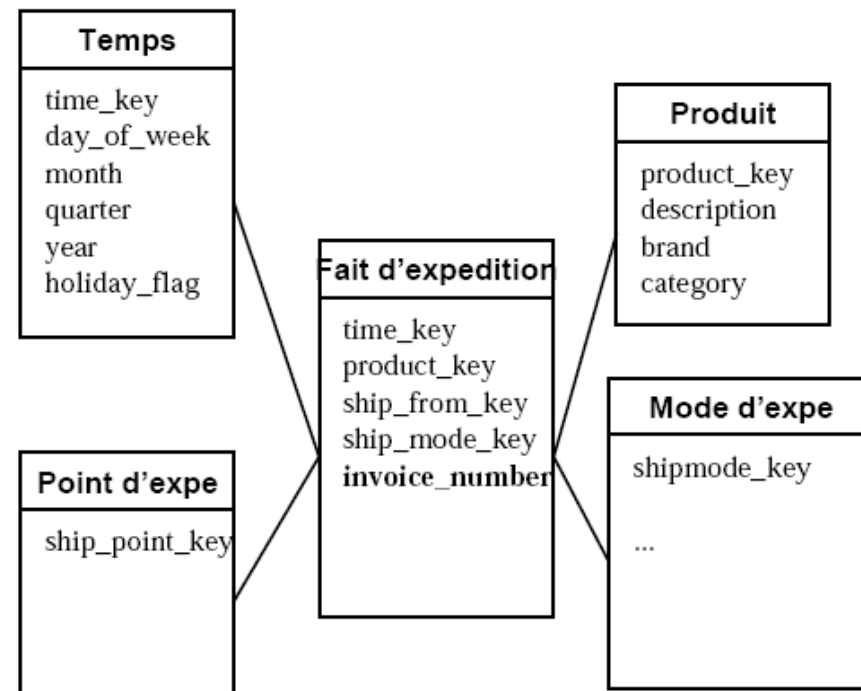 Temps
time_key
day_of_week
month
quarter
year
holiday_flag
Produit
product_key
description
brand
category
Fait d’expedition
time_key
product_key
ship_from_key
ship_mode_key
invoice_number
Point d’expe
ship_point_key
Mode d’expe
shipmode_key
...